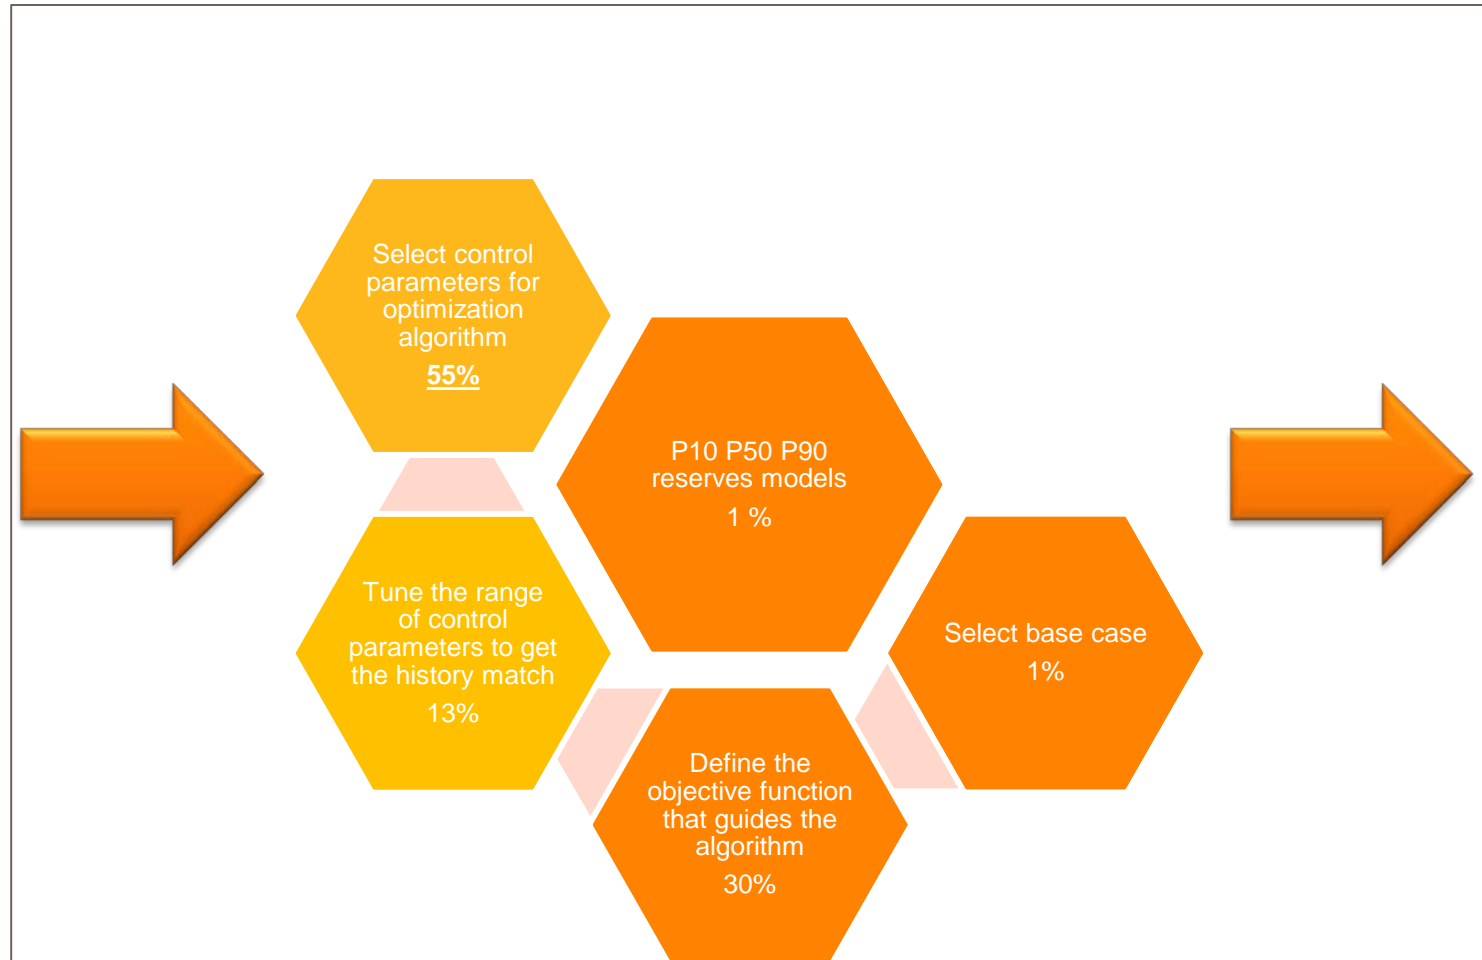 Select control
parameters for
optimization
algorithm
55%
P10 P50 P90
reserves models
1 %
Tune the range
of control
parameters to get
the history match
13%
Select base case
1%
Define the
objective function
that guides the
algorithm
30%